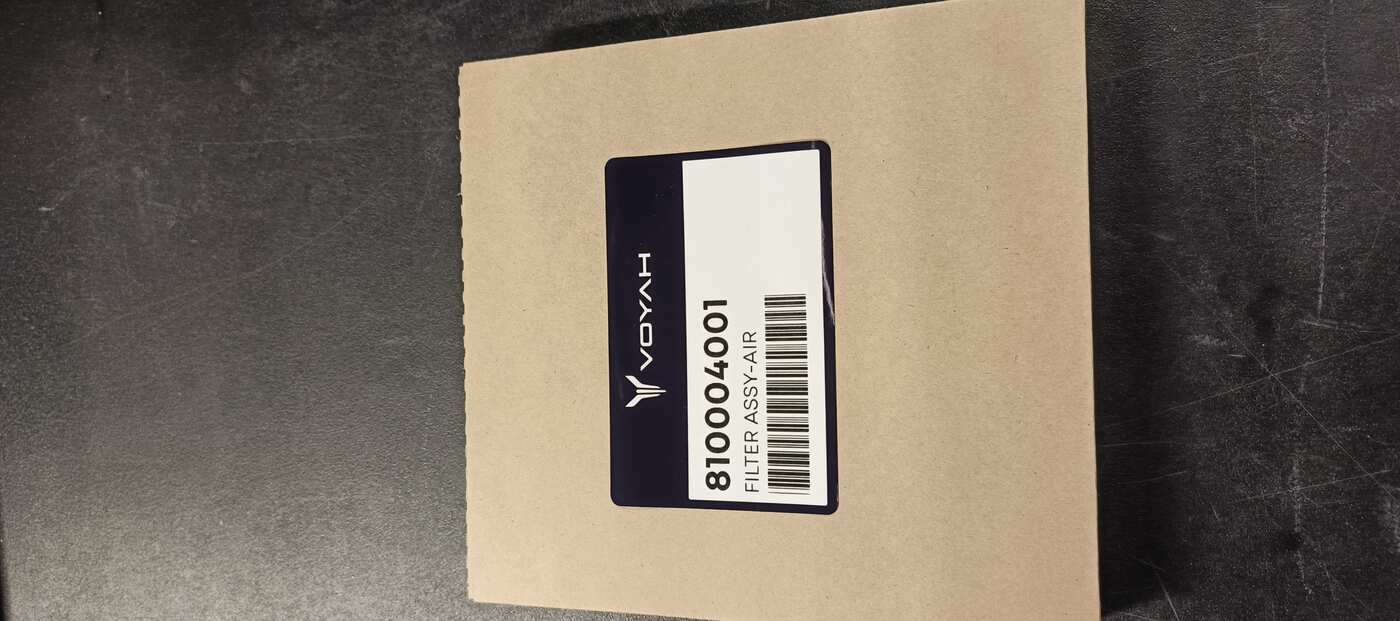 VOYAH
810004001
FILTER ASSY-AIR